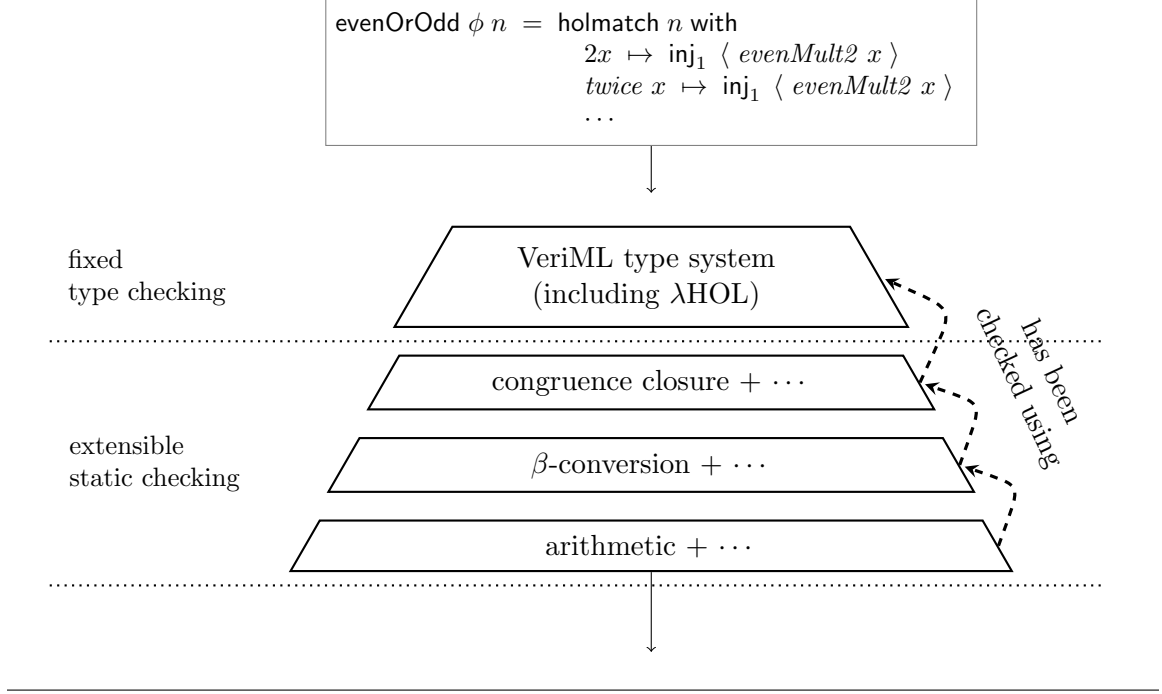 evenOrOdd ϕ n = holmatch n with
2x ↦ inj₁ ⟨ evenMult2 x ⟩
twice x ↦ inj₁ ⟨ evenMult2 x ⟩
⋯
VeriML type system
(including λHOL)
fixed
type checking
has been
checked using
congruence closure + ⋯
extensible
static checking
β-conversion + ⋯
arithmetic + ⋯